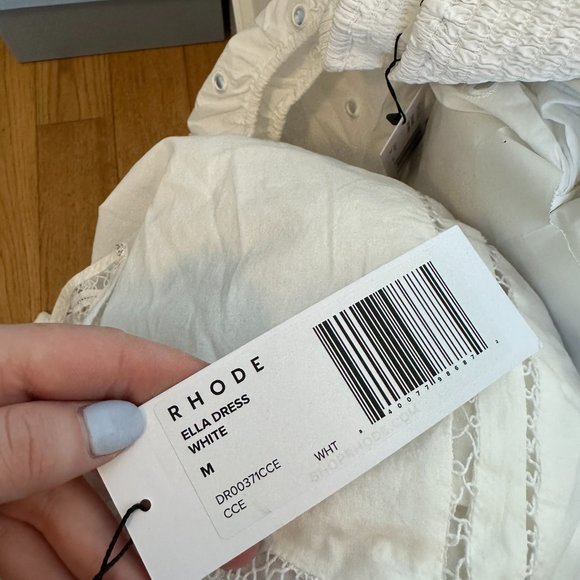 RHODE
ELLA DRESS
WHITE
M
DR00371CCE WHT
CCE